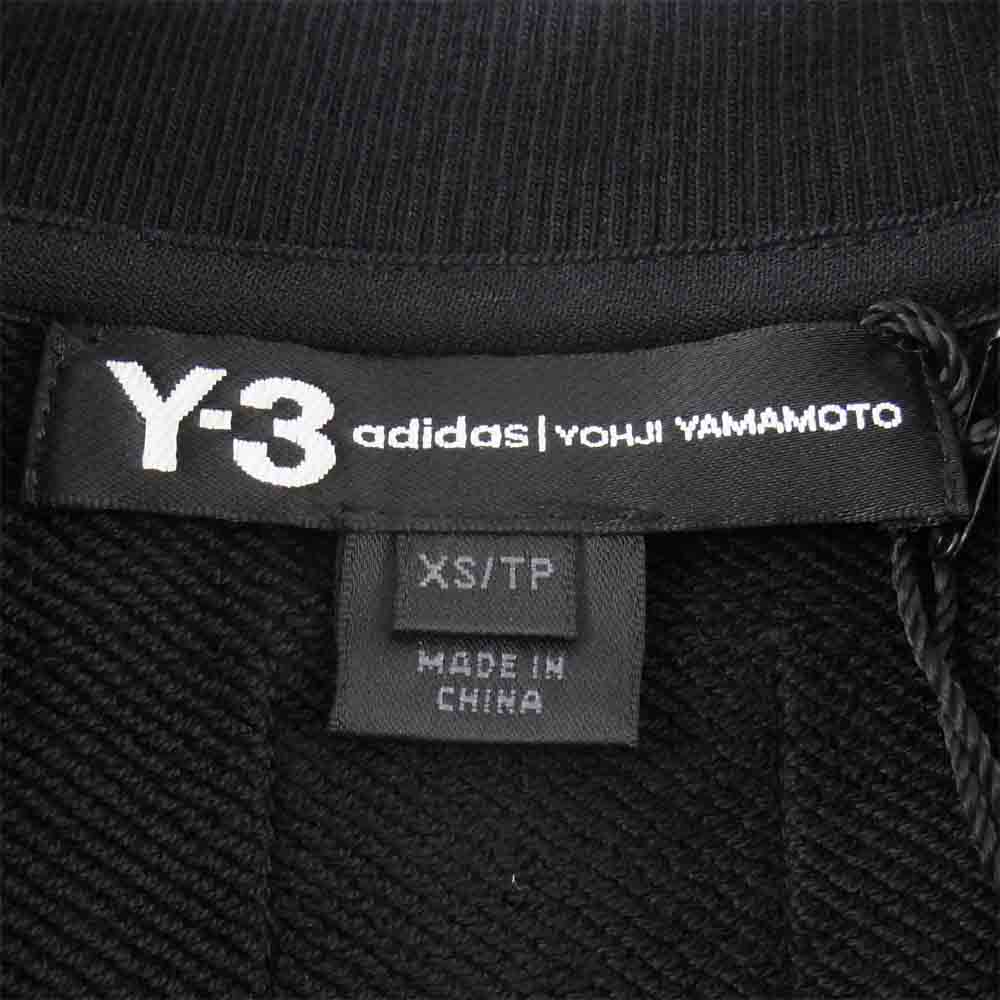 Y-3 adidas | YOHJI YAMAMOTO
XS/TP
MADE IN
CHINA